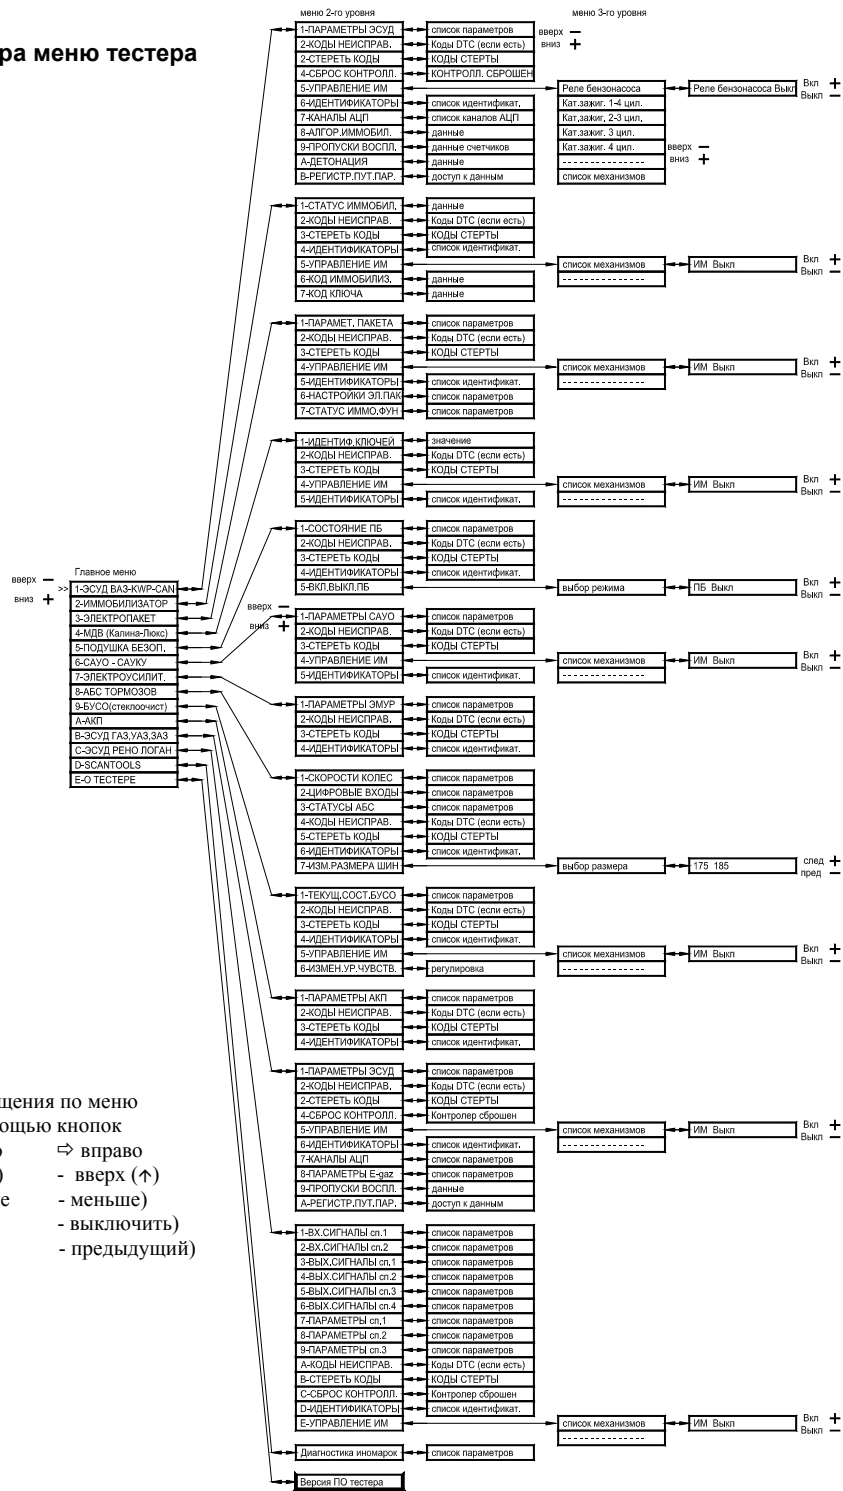 меню 2-го уровня
меню 3-го уровня
ра меню тестера
1-ПАРАМЕТРЫ ЭСУД
список параметров
вверх −
вниз +
2-КОДЫ НЕИСПРАВ.
Коды DTC (если есть)
2-СТЕРЕТЬ КОДЫ
КОДЫ СТЕРТЫ
4-СБРОС КОНТРОЛЛ.
КОНТРОЛЛ. СБРОШЕН
5-УПРАВЛЕНИЕ ИМ
Реле бензонасоса
Реле бензонасоса Выкл
Вкл +
Выкл −
6-ИДЕНТИФИКАТОРЫ
список идентификат.
Кат.зажиг. 1-4 цил.
7-КАНАЛЫ АЦП
список каналов АЦП
Кат.зажиг. 2-3 цил.
8-АЛГОР.ИММОБИЛ.
данные
Кат.зажиг. 3 цил.
9-ПРОПУСКИ ВОСПЛ.
данные счетчиков
Кат.зажиг. 4 цил.
вверх −
вниз +
А-ДЕТОНАЦИЯ
данные
- - - - - - - - - - - - - -
В-РЕГИСТР.ПУТ.ПАР.
доступ к данным
список механизмов
1-СТАТУС ИММОБИЛ.
данные
2-КОДЫ НЕИСПРАВ.
Коды DTC (если есть)
3-СТЕРЕТЬ КОДЫ
КОДЫ СТЕРТЫ
4-ИДЕНТИФИКАТОРЫ
список идентификат.
5-УПРАВЛЕНИЕ ИМ
список механизмов
ИМ Выкл
Вкл +
Выкл −
6-КОД ИММОБИЛИЗ.
данные
- - - - - - - - - - - - - -
7-КОД КЛЮЧА
данные
1-ПАРАМЕТ. ПАКЕТА
список параметров
2-КОДЫ НЕИСПРАВ.
Коды DTC (если есть)
3-СТЕРЕТЬ КОДЫ
КОДЫ СТЕРТЫ
4-УПРАВЛЕНИЕ ИМ
список механизмов
ИМ Выкл
Вкл +
Выкл −
5-ИДЕНТИФИКАТОРЫ
список идентификат.
- - - - - - - - - - - - - -
6-НАСТРОЙКИ ЭЛ.ПАК
список параметров
7-СТАТУС ИММО.ФУН
список параметров
1-ИДЕНТИФ.КЛЮЧЕЙ
значение
2-КОДЫ НЕИСПРАВ.
Коды DTC (если есть)
3-СТЕРЕТЬ КОДЫ
КОДЫ СТЕРТЫ
4-УПРАВЛЕНИЕ ИМ
список механизмов
ИМ Выкл
Вкл +
Выкл −
5-ИДЕНТИФИКАТОРЫ
список идентификат.
- - - - - - - - - - - - - -
1-СОСТОЯНИЕ ПБ
список параметров
2-КОДЫ НЕИСПРАВ.
Коды DTC (если есть)
3-СТЕРЕТЬ КОДЫ
КОДЫ СТЕРТЫ
4-ИДЕНТИФИКАТОРЫ
список идентификат.
5-ВКЛ.ВЫКЛ.ПБ
выбор режима
ПБ Выкл
Вкл +
Выкл −
Главное меню
вверх −
вниз +
>> 1-ЭСУД ВАЗ-KWP-CAN
2-ИММОБИЛИЗАТОР
3-ЭЛЕКТРОПАКЕТ
4-МДВ (Калина-Люкс)
5-ПОДУШКА БЕЗОП.
6-САУО - САУКУ
7-ЭЛЕКТРОУСИЛИТ.
8-АБС ТОРМОЗОВ
9-БУСО(стеклоочист)
А-АКП
В-ЭСУД ГАЗ,УАЗ,ЗАЗ
С-ЭСУД РЕНО ЛОГАН
D-SCANTOOLS
Е-О ТЕСТЕРЕ
вверх −
вниз +
1-ПАРАМЕТРЫ САУО
список параметров
2-КОДЫ НЕИСПРАВ.
Коды DTC (если есть)
3-СТЕРЕТЬ КОДЫ
КОДЫ СТЕРТЫ
4-УПРАВЛЕНИЕ ИМ
список механизмов
ИМ Выкл
Вкл +
Выкл −
5-ИДЕНТИФИКАТОРЫ
список идентификат.
- - - - - - - - - - - - - -
1-ПАРАМЕТРЫ ЭМУР
список параметров
2-КОДЫ НЕИСПРАВ.
Коды DTC (если есть)
3-СТЕРЕТЬ КОДЫ
КОДЫ СТЕРТЫ
4-ИДЕНТИФИКАТОРЫ
список идентификат.
1-СКОРОСТИ КОЛЕС
список параметров
2-ЦИФРОВЫЕ ВХОДЫ
список параметров
3-СТАТУСЫ АБС
список параметров
4-КОДЫ НЕИСПРАВ.
Коды DTC (если есть)
5-СТЕРЕТЬ КОДЫ
КОДЫ СТЕРТЫ
6-ИДЕНТИФИКАТОРЫ
список идентификат.
7-ИЗМ.РАЗМЕРА ШИН
выбор размера
175 185
след +
пред −
1-ТЕКУЩ.СОСТ.БУСО
список параметров
2-КОДЫ НЕИСПРАВ.
Коды DTC (если есть)
3-СТЕРЕТЬ КОДЫ
КОДЫ СТЕРТЫ
4-ИДЕНТИФИКАТОРЫ
список идентификат.
5-УПРАВЛЕНИЕ ИМ
список механизмов
ИМ Выкл
Вкл +
Выкл −
6-ИЗМЕН.УР.ЧУВСТВ.
регулировка
- - - - - - - - - - - - - -
1-ПАРАМЕТРЫ АКП
список параметров
2-КОДЫ НЕИСПРАВ.
Коды DTC (если есть)
3-СТЕРЕТЬ КОДЫ
КОДЫ СТЕРТЫ
4-ИДЕНТИФИКАТОРЫ
список идентификат.
1-ПАРАМЕТРЫ ЭСУД
список параметров
2-КОДЫ НЕИСПРАВ.
Коды DTC (если есть)
2-СТЕРЕТЬ КОДЫ
КОДЫ СТЕРТЫ
4-СБРОС КОНТРОЛЛ.
Контролер сброшен
5-УПРАВЛЕНИЕ ИМ
список механизмов
ИМ Выкл
Вкл +
Выкл −
6-ИДЕНТИФИКАТОРЫ
список идентификат.
- - - - - - - - - - - - - -
7-КАНАЛЫ АЦП
список параметров
8-ПАРАМЕТРЫ E-gaz
список параметров
9-ПРОПУСКИ ВОСПЛ.
данные
А-РЕГИСТР.ПУТ.ПАР.
доступ к данным
щения по меню
ощью кнопок
о ⇨ вправо
) - вверх (↑)
е - меньше)
- выключить)
- предыдущий)
1-ВХ.СИГНАЛЫ сп.1
список параметров
2-ВХ.СИГНАЛЫ сп.2
список параметров
3-ВЫХ.СИГНАЛЫ сп.1
список параметров
4-ВЫХ.СИГНАЛЫ сп.2
список параметров
5-ВЫХ.СИГНАЛЫ сп.3
список параметров
6-ВЫХ.СИГНАЛЫ сп.4
список параметров
7-ПАРАМЕТРЫ сп.1
список параметров
8-ПАРАМЕТРЫ сп.2
список параметров
9-ПАРАМЕТРЫ сп.3
список параметров
А-КОДЫ НЕИСПРАВ.
Коды DTC (если есть)
В-СТЕРЕТЬ КОДЫ
КОДЫ СТЕРТЫ
С-СБРОС КОНТРОЛЛ.
Контролер сброшен
D-ИДЕНТИФИКАТОРЫ
список идентификат.
Е-УПРАВЛЕНИЕ ИМ
список механизмов
ИМ Выкл
Вкл +
Выкл −
- - - - - - - - - - - - - -
Диагностика иномарок
список параметров
Версия ПО тестера